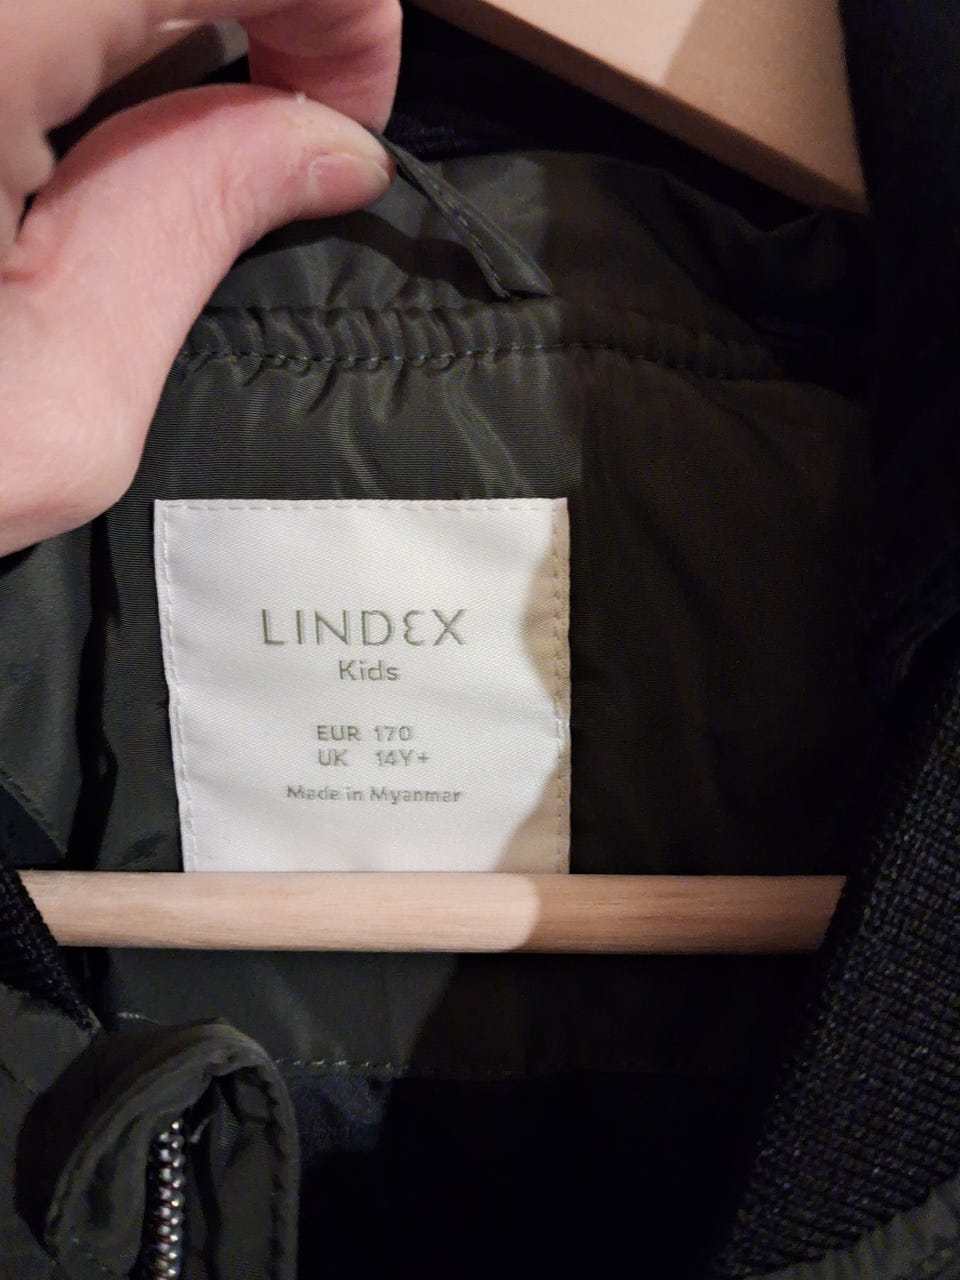 LINDEX
Kids
EUR 170
UK 14Y+
Made in Myanmar